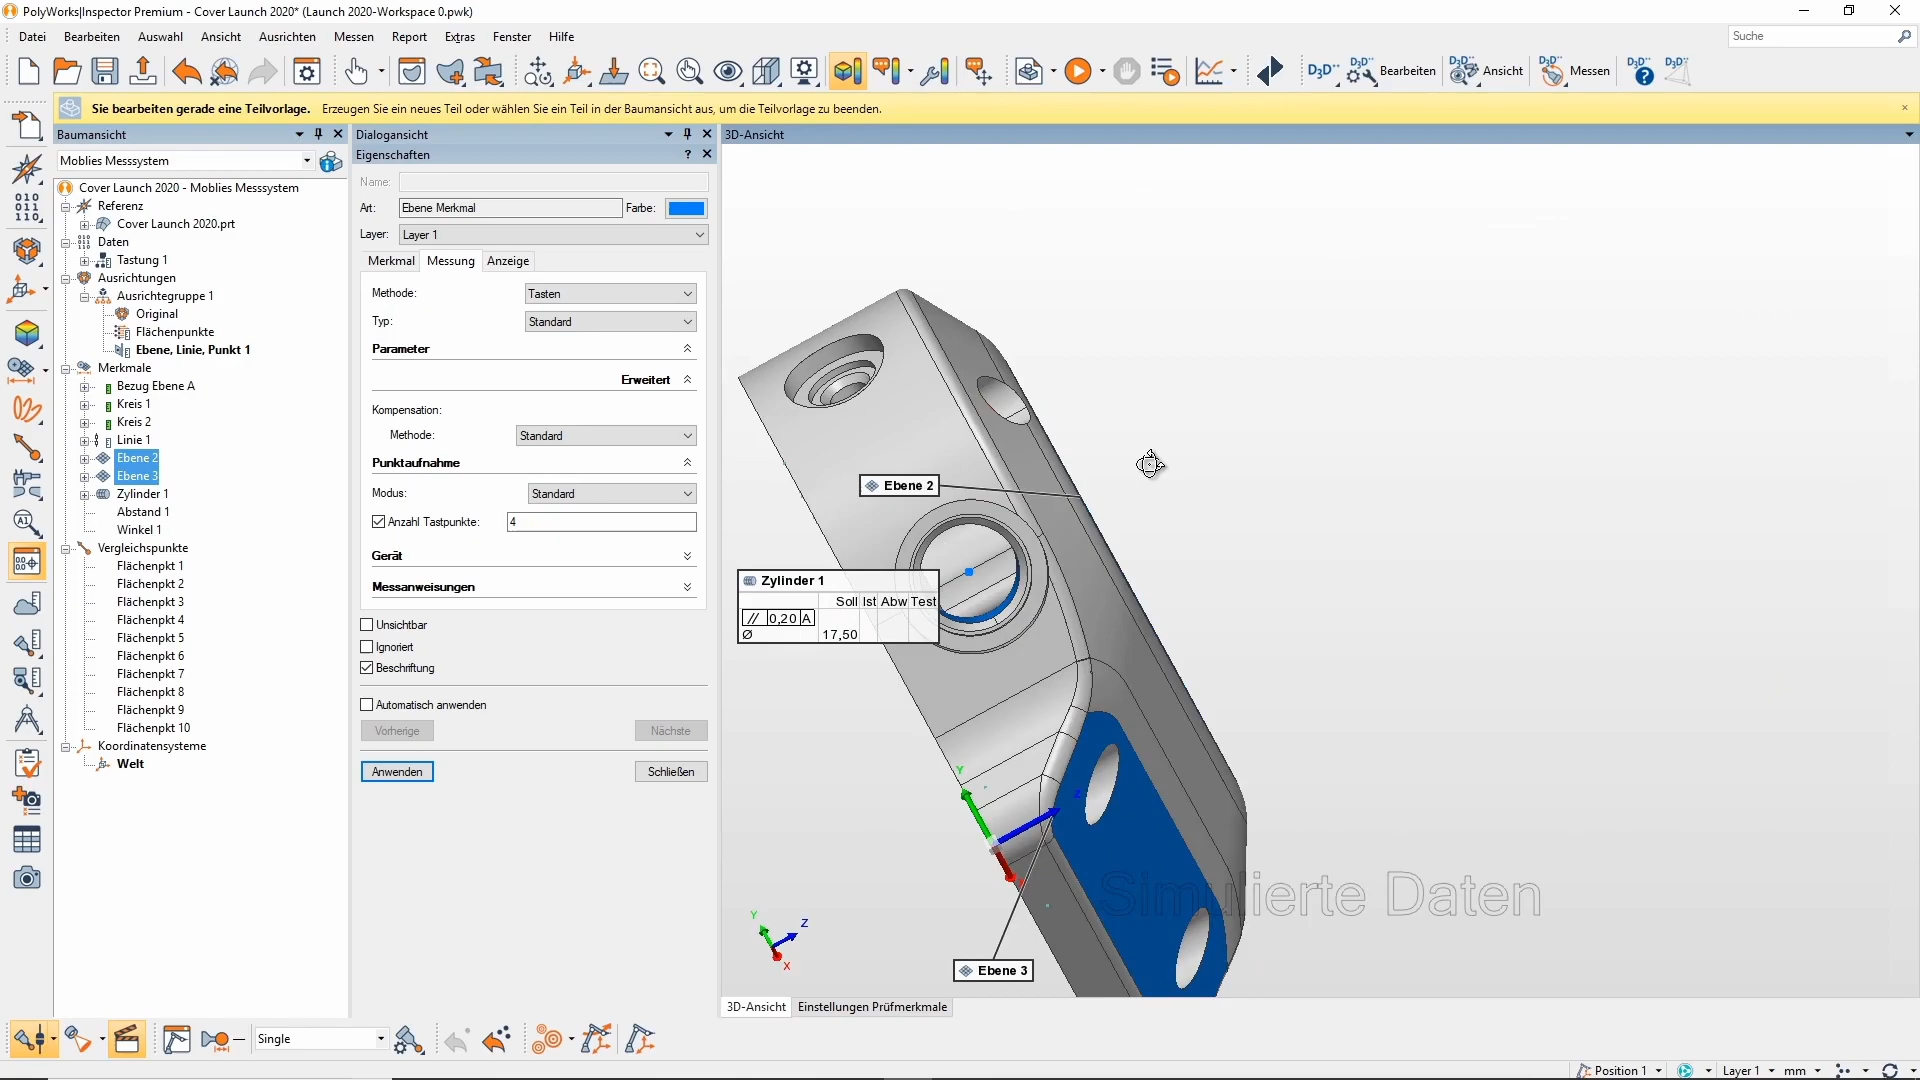 PolyWorks|Inspector Premium - Cover Launch 2020* (Launch 2020-Workspace 0.pwk)
Datei Bearbeiten Auswahl Ansicht Ausrichten Messen Report Extras Fenster Hilfe
Suche
D3D Bearbeiten D3D Ansicht D3D Messen D3D D3D
Sie bearbeiten gerade eine Teilvorlage. Erzeugen Sie ein neues Teil oder wählen Sie ein Teil in der Baumansicht aus, um die Teilvorlage zu beenden.
Baumansicht
Moblies Messsystem
Cover Launch 2020 - Moblies Messsystem
Referenz
Cover Launch 2020.prt
Daten
Tastung 1
Ausrichtungen
Ausrichtegruppe 1
Original
Flächenpunkte
Ebene, Linie, Punkt 1
Merkmale
Bezug Ebene A
Kreis 1
Kreis 2
Linie 1
Ebene 2
Ebene 3
Zylinder 1
Abstand 1
Winkel 1
Vergleichspunkte
Flächenpkt 1
Flächenpkt 2
Flächenpkt 3
Flächenpkt 4
Flächenpkt 5
Flächenpkt 6
Flächenpkt 7
Flächenpkt 8
Flächenpkt 9
Flächenpkt 10
Koordinatensysteme
Welt
Dialogansicht
Eigenschaften
Name:
Art: Ebene Merkmal Farbe:
Layer: Layer 1
Merkmal Messung Anzeige
Methode: Tasten
Typ: Standard
Parameter
Erweitert
Kompensation:
Methode: Standard
Punktaufnahme
Modus: Standard
Anzahl Tastpunkte: 4
Gerät
Messanweisungen
Unsichtbar
Ignoriert
Beschriftung
Automatisch anwenden
Vorherige Nächste
Anwenden Schließen
3D-Ansicht
Ebene 2
Zylinder 1
Soll Ist Abw Test
// 0,20 A
Ø 17,50
Y
Z
Simulierte Daten
Y
Z
X
Ebene 3
3D-Ansicht Einstellungen Prüfmerkmale
Single
Position 1 Layer 1 mm